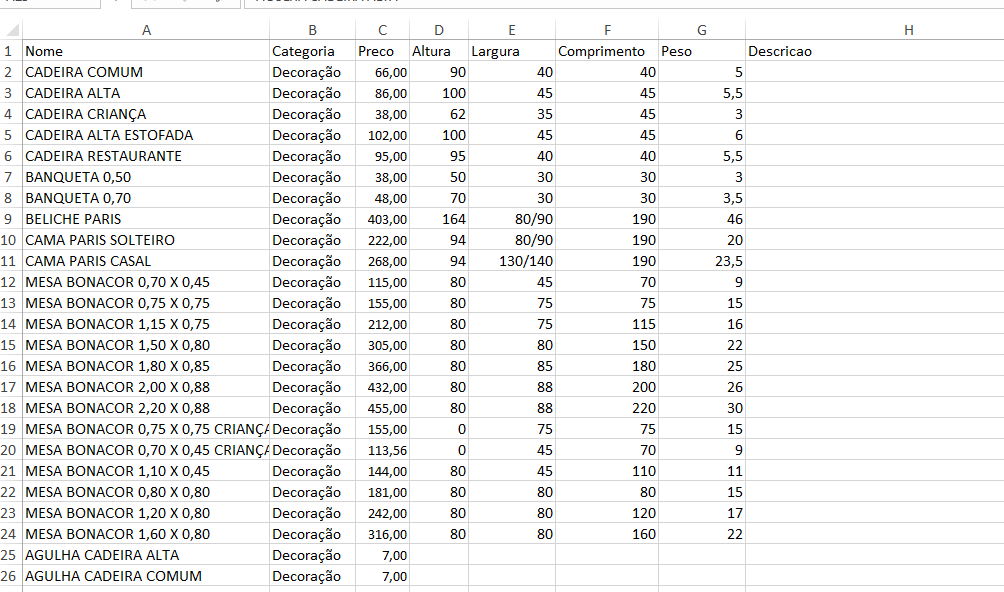 A B C D E F G H
1 Nome Categoria Preco Altura Largura Comprimento Peso Descricao
2 CADEIRA COMUM Decoração 66,00 90 40 40 5
3 CADEIRA ALTA Decoração 86,00 100 45 45 5,5
4 CADEIRA CRIANÇA Decoração 38,00 62 35 45 3
5 CADEIRA ALTA ESTOFADA Decoração 102,00 100 45 45 6
6 CADEIRA RESTAURANTE Decoração 95,00 95 40 40 5,5
7 BANQUETA 0,50 Decoração 38,00 50 30 30 3
8 BANQUETA 0,70 Decoração 48,00 70 30 30 3,5
9 BELICHE PARIS Decoração 403,00 164 80/90 190 46
10 CAMA PARIS SOLTEIRO Decoração 222,00 94 80/90 190 20
11 CAMA PARIS CASAL Decoração 268,00 94 130/140 190 23,5
12 MESA BONACOR 0,70 X 0,45 Decoração 115,00 80 45 70 9
13 MESA BONACOR 0,75 X 0,75 Decoração 155,00 80 75 75 15
14 MESA BONACOR 1,15 X 0,75 Decoração 212,00 80 75 115 16
15 MESA BONACOR 1,50 X 0,80 Decoração 305,00 80 80 150 22
16 MESA BONACOR 1,80 X 0,85 Decoração 366,00 80 85 180 25
17 MESA BONACOR 2,00 X 0,88 Decoração 432,00 80 88 200 26
18 MESA BONACOR 2,20 X 0,88 Decoração 455,00 80 88 220 30
19 MESA BONACOR 0,75 X 0,75 CRIANÇA Decoração 155,00 0 75 75 15
20 MESA BONACOR 0,70 X 0,45 CRIANÇA Decoração 113,56 0 45 70 9
21 MESA BONACOR 1,10 X 0,45 Decoração 144,00 80 45 110 11
22 MESA BONACOR 0,80 X 0,80 Decoração 181,00 80 80 80 15
23 MESA BONACOR 1,20 X 0,80 Decoração 242,00 80 80 120 17
24 MESA BONACOR 1,60 X 0,80 Decoração 316,00 80 80 160 22
25 AGULHA CADEIRA ALTA Decoração 7,00
26 AGULHA CADEIRA COMUM Decoração 7,00